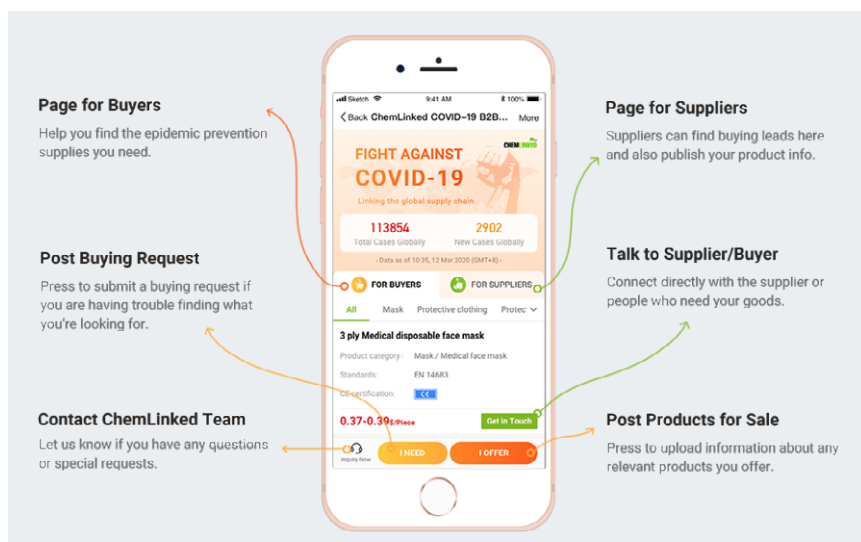 Page for Buyers
Help you find the epidemic prevention
supplies you need.
Post Buying Request
Press to submit a buying request if
you are having trouble finding what
you're looking for.
Contact ChemLinked Team
Let us know if you have any questions
or special requests.
Sketch 9:41 AM 100%
Back ChemLinked COVID-19 B2B... More
CHEMLINKED
FIGHT AGAINST
COVID-19
Linking the global supply chain
113854 2902
Total Cases Globally New Cases Globally
- Data as of 10:35, 12 Mar 2020 (GMT+8) -
FOR BUYERS FOR SUPPLIERS
All Mask Protective clothing Protec
3 ply Medical disposable face mask
Product category: Mask / Medical face mask
Standards: EN 14683
CE certification: CE
0.37-0.39$/Piece Get in Touch
Inquiry Now I NEED I OFFER
Page for Suppliers
Suppliers can find buying leads here
and also publish your product info.
Talk to Supplier/Buyer
Connect directly with the supplier or
people who need your goods.
Post Products for Sale
Press to upload information about any
relevant products you offer.